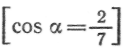 [cos α = 2/7]